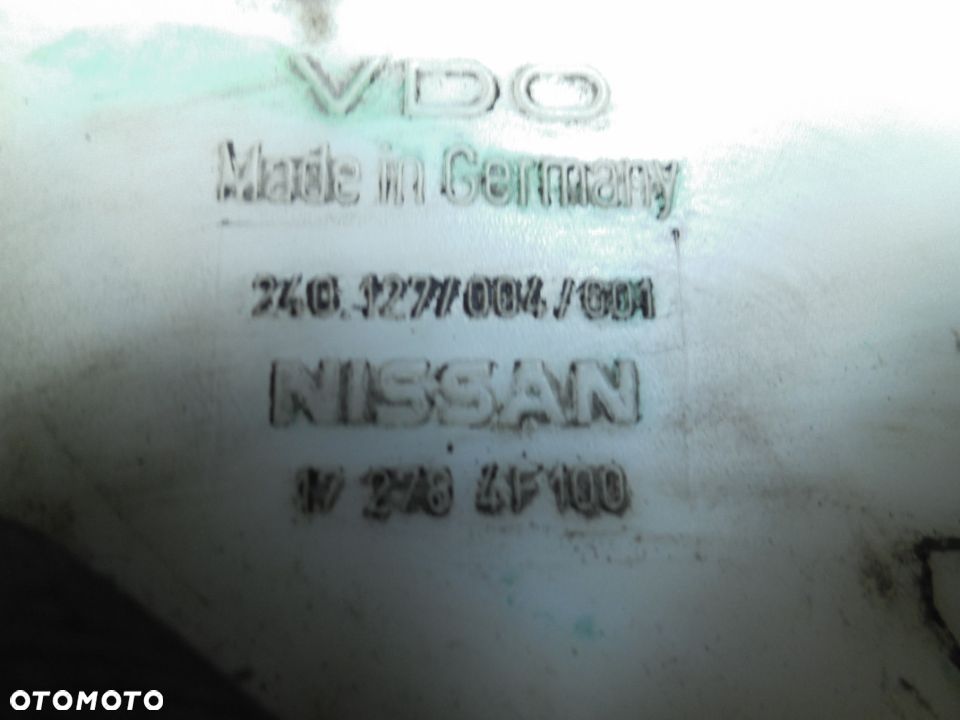 VDO
Made in Germany
240.127/004/001
NISSAN
17 278 4F100
OTOMOTO